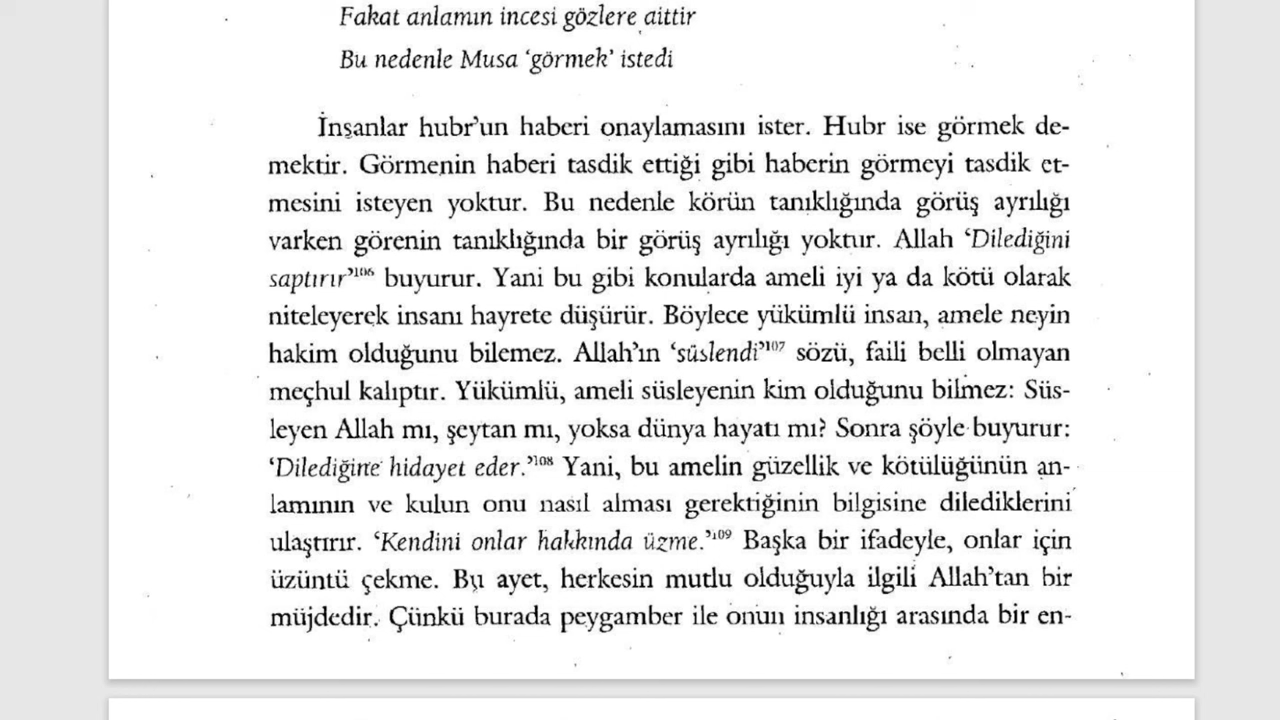 Fakat anlamın incesi gözlere aittir
Bu nedenle Musa ‘görmek’ istedi
İnsanlar hubr’un haberi onaylamasını ister. Hubr ise görmek de-
mektir. Görmenin haberi tasdik ettiği gibi haberin görmeyi tasdik et-
mesini isteyen yoktur. Bu nedenle körün tanıklığında görüş ayrılığı
varken görenin tanıklığında bir görüş ayrılığı yoktur. Allah ‘Dilediğini
saptırır’¹⁰⁶ buyurur. Yani bu gibi konularda ameli iyi ya da kötü olarak
niteleyerek insanı hayrete düşürür. Böylece yükümlü insan, amele neyin
hakim olduğunu bilemez. Allah’ın ‘süslendi’¹⁰⁷ sözü, faili belli olmayan
meçhul kalıptır. Yükümlü, ameli süsleyenin kim olduğunu bilmez: Süs-
leyen Allah mı, şeytan mı, yoksa dünya hayatı mı? Sonra şöyle buyurur:
‘Dilediğine hidayet eder.’¹⁰⁸ Yani, bu amelin güzellik ve kötülüğünün an-
lamının ve kulun onu nasıl alması gerektiğinin bilgisine dilediklerini
ulaştırır. ‘Kendini onlar hakkında üzme.’¹⁰⁹ Başka bir ifadeyle, onlar için
üzüntü çekme. Bu ayet, herkesin mutlu olduğuyla ilgili Allah’tan bir
müjdedir. Çünkü burada peygamber ile onun insanlığı arasında bir en-